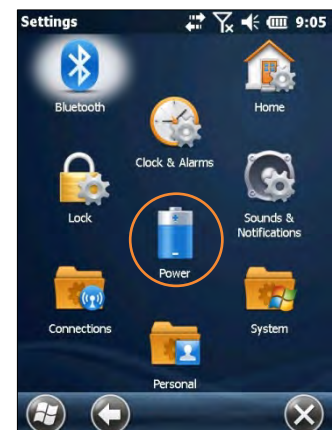 Settings 9:05
Bluetooth
Home
Clock & Alarms
Lock
Sounds &
Notifications
Power
Connections
System
Personal